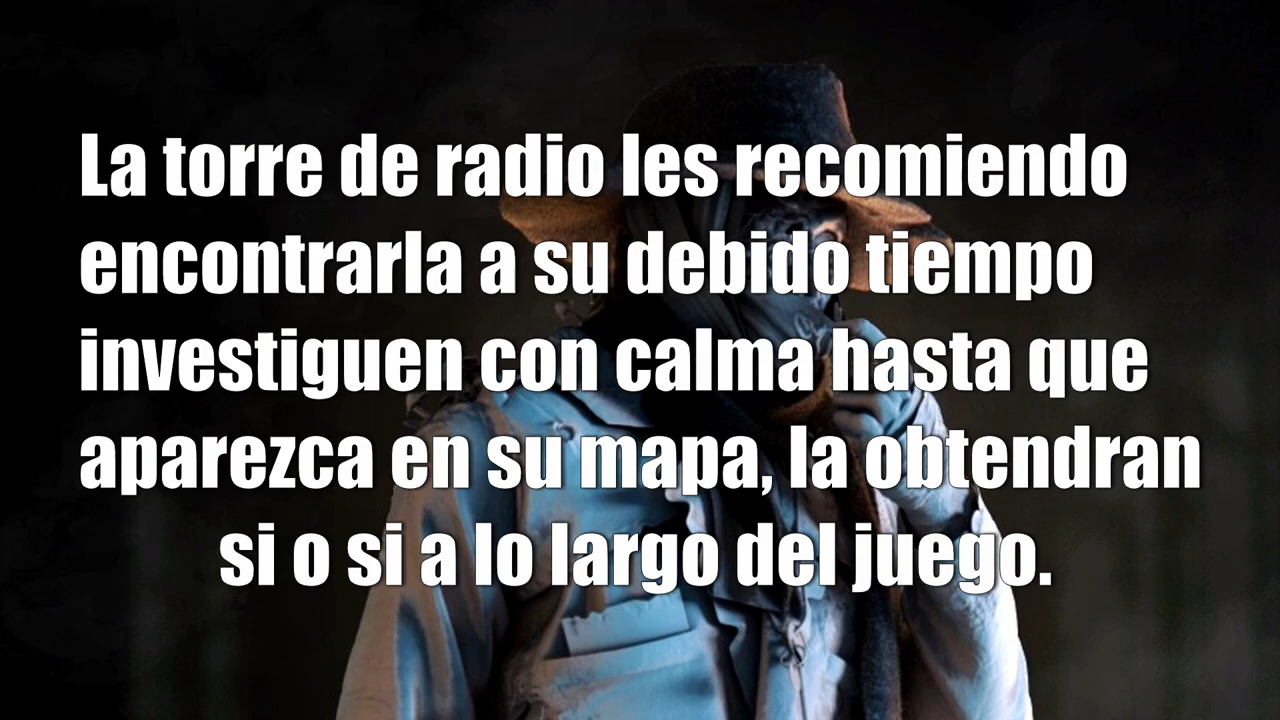 La torre de radio les recomiendo
encontrarla a su debido tiempo
investiguen con calma hasta que
aparezca en su mapa, la obtendran
si o si a lo largo del juego.